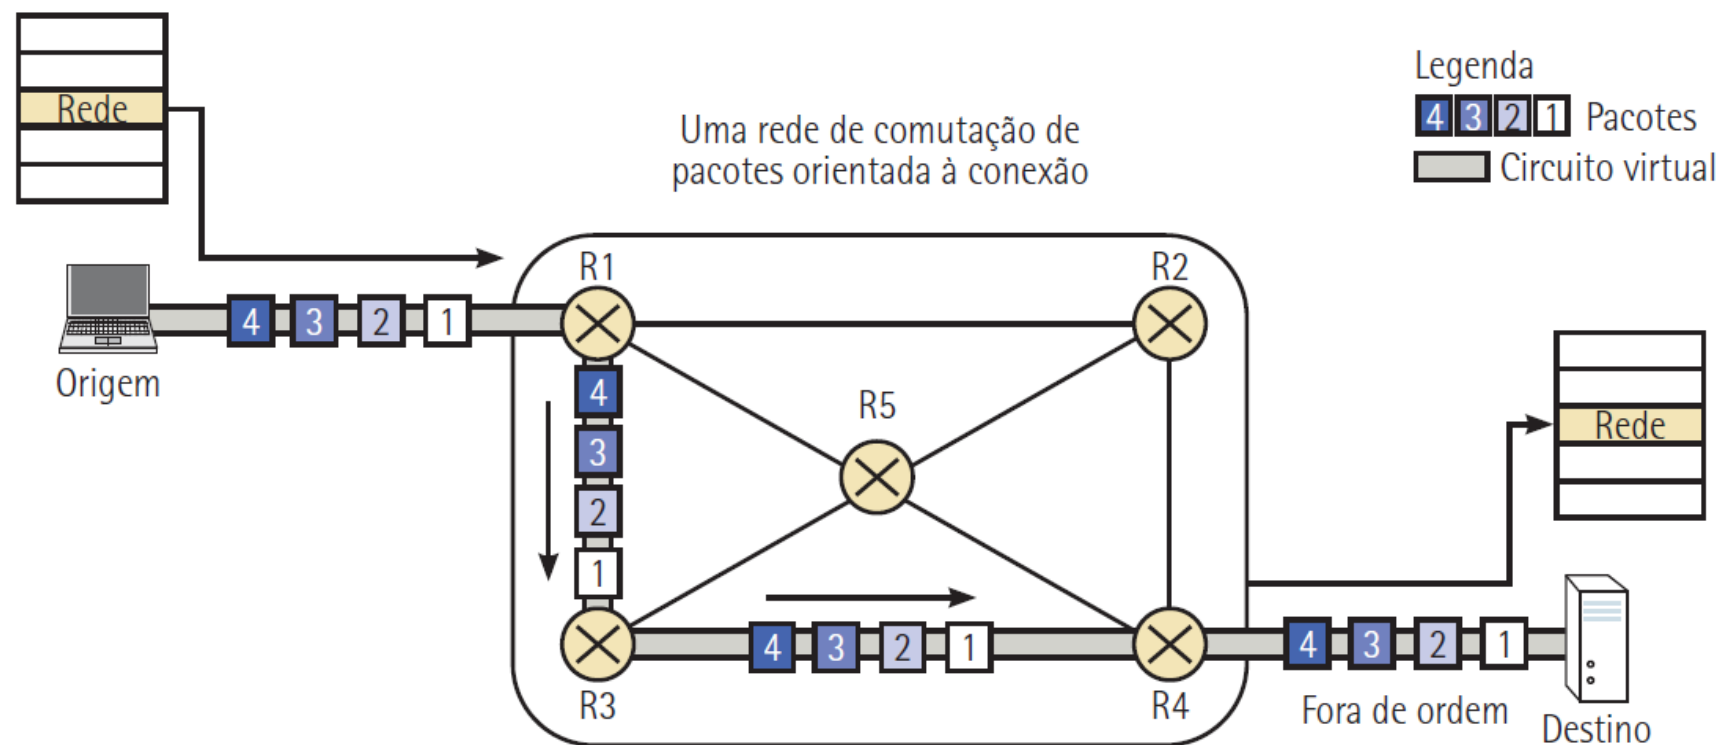 Rede
Uma rede de comutação de
pacotes orientada à conexão
Legenda
4 3 2 1 Pacotes
Circuito virtual
R1
R2
4 3 2 1
Origem
4
3
2
1
R5
Rede
4 3 2 1
4 3 2 1
R3
R4
Fora de ordem
Destino